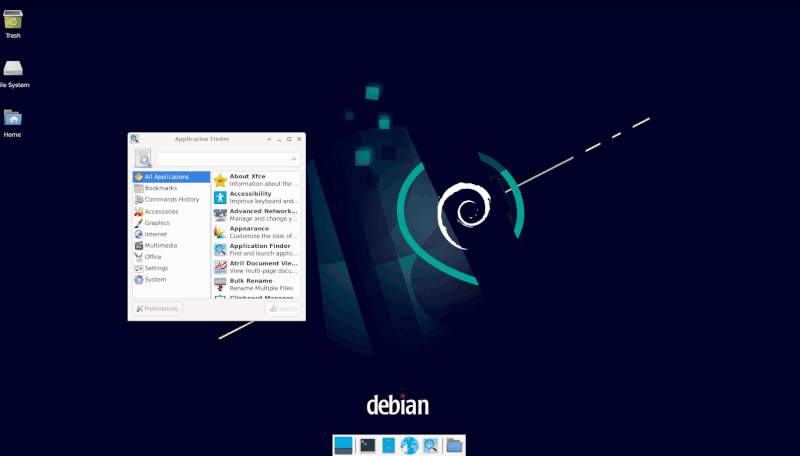 Trash
File System
Home
Application Finder
All Applications
Bookmarks
Commands History
Accessories
Graphics
Internet
Multimedia
Office
Settings
System
About Xfce
Information about the ...
Accessibility
Improve keyboard and...
Advanced Network...
Manage and change y...
Appearance
Customize the look of...
Application Finder
Find and launch applic...
Atril Document Vie...
View multi-page docu...
Bulk Rename
Rename Multiple Files
Clipboard Manager
Preferences
Launch
debian